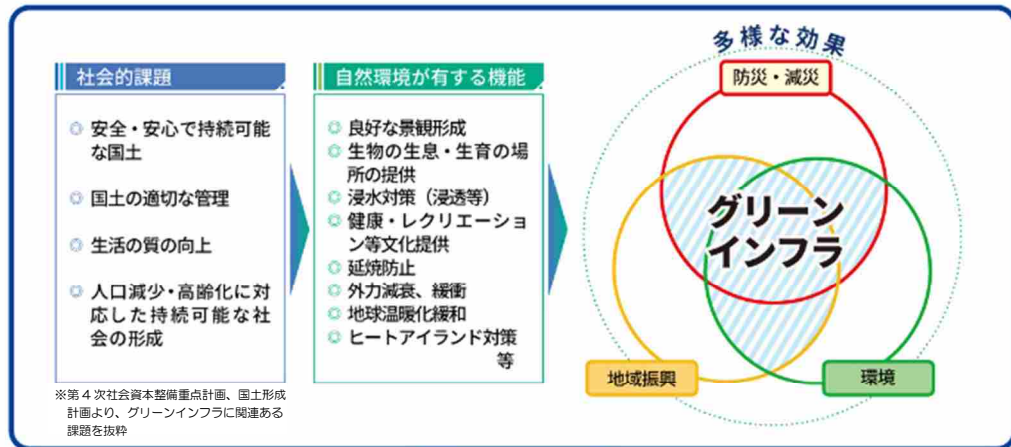 社会的課題
◎ 安全・安心で持続可能
な国土
◎ 国土の適切な管理
◎ 生活の質の向上
◎ 人口減少・高齢化に対
応した持続可能な社
会の形成
※第4次社会資本整備重点計画、国土形成
計画より、グリーンインフラに関連ある
課題を抜粋
自然環境が有する機能
◎ 良好な景観形成
◎ 生物の生息・生育の場
所の提供
◎ 浸水対策（浸透等）
◎ 健康・レクリエーショ
ン等文化提供
◎ 延焼防止
◎ 外力減衰、緩衝
◎ 地球温暖化緩和
◎ ヒートアイランド対策
等
多様な効果
防災・減災
グリーン
インフラ
地域振興
環境